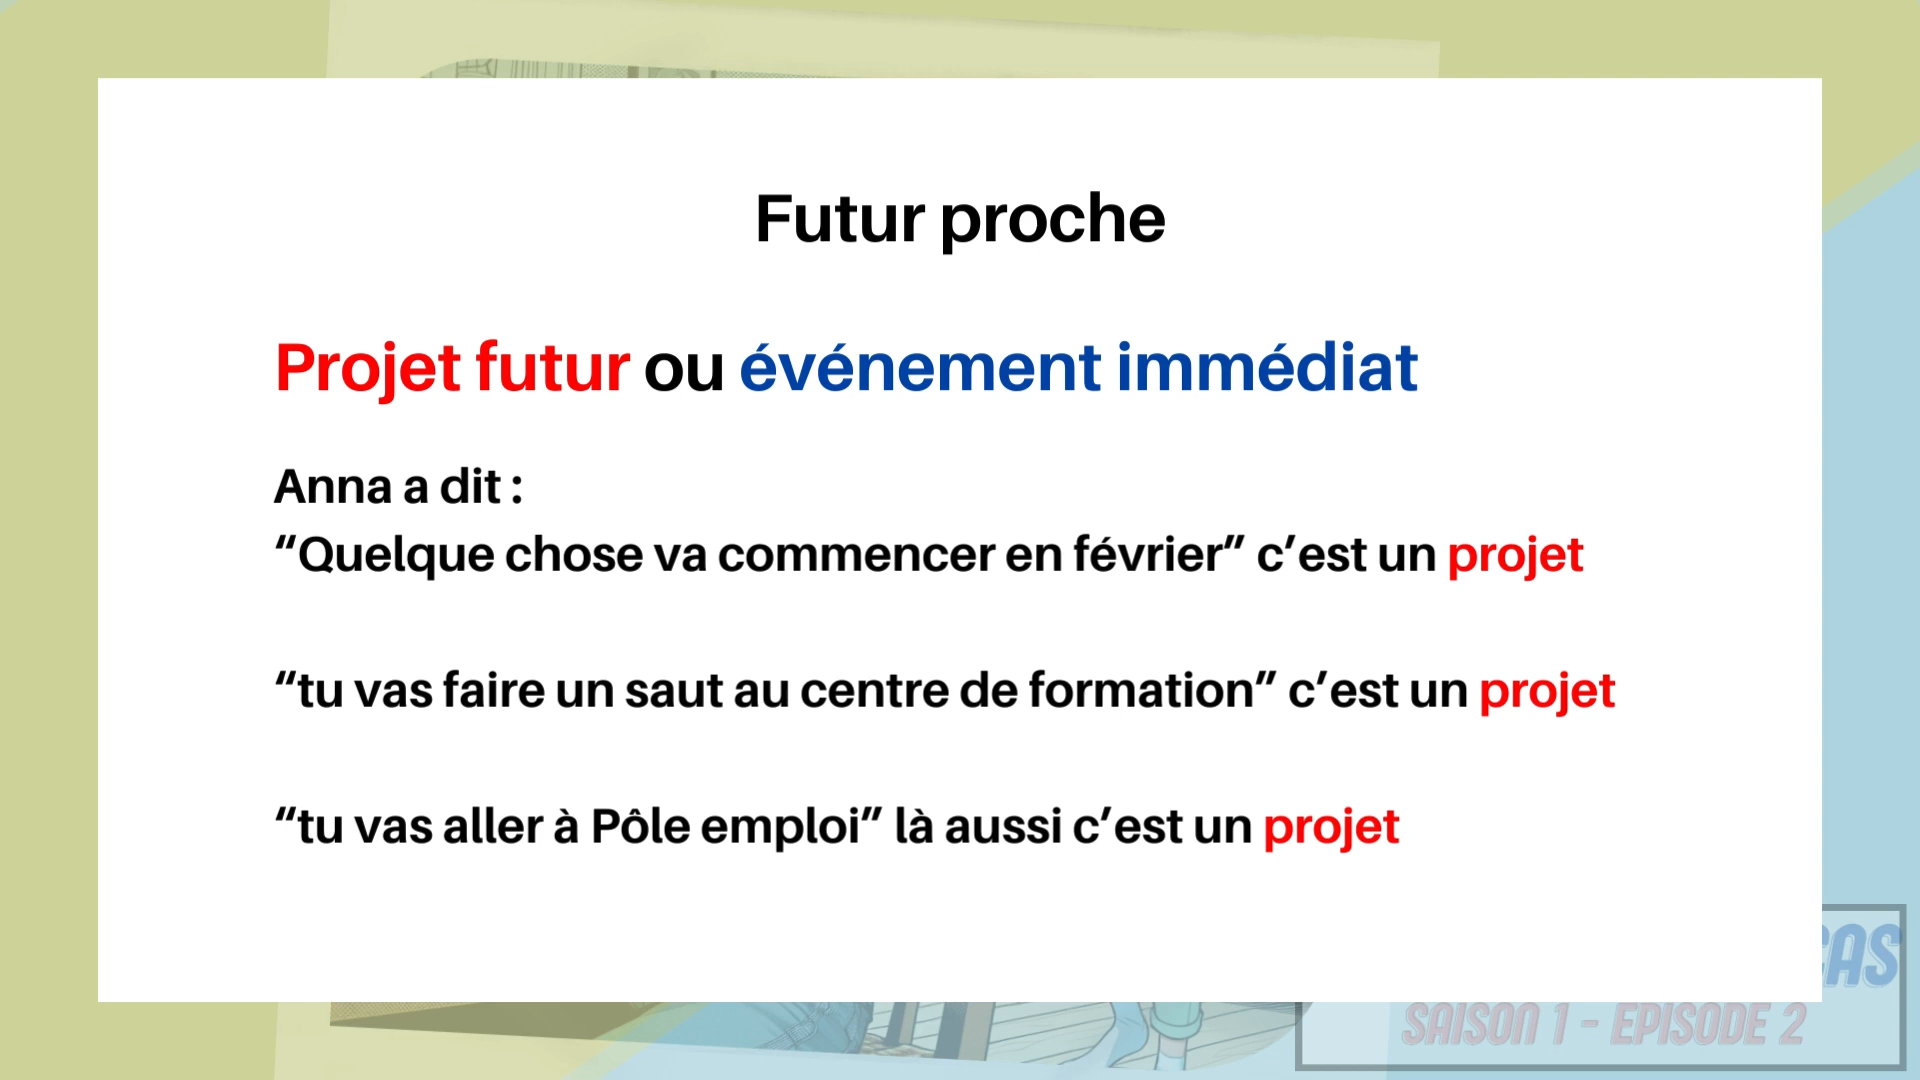 Futur proche
Projet futur ou événement immédiat
Anna a dit :
“Quelque chose va commencer en février” c’est un projet
“tu vas faire un saut au centre de formation” c’est un projet
“tu vas aller à Pôle emploi” là aussi c’est un projet
SAISON 1 - EPISODE 2